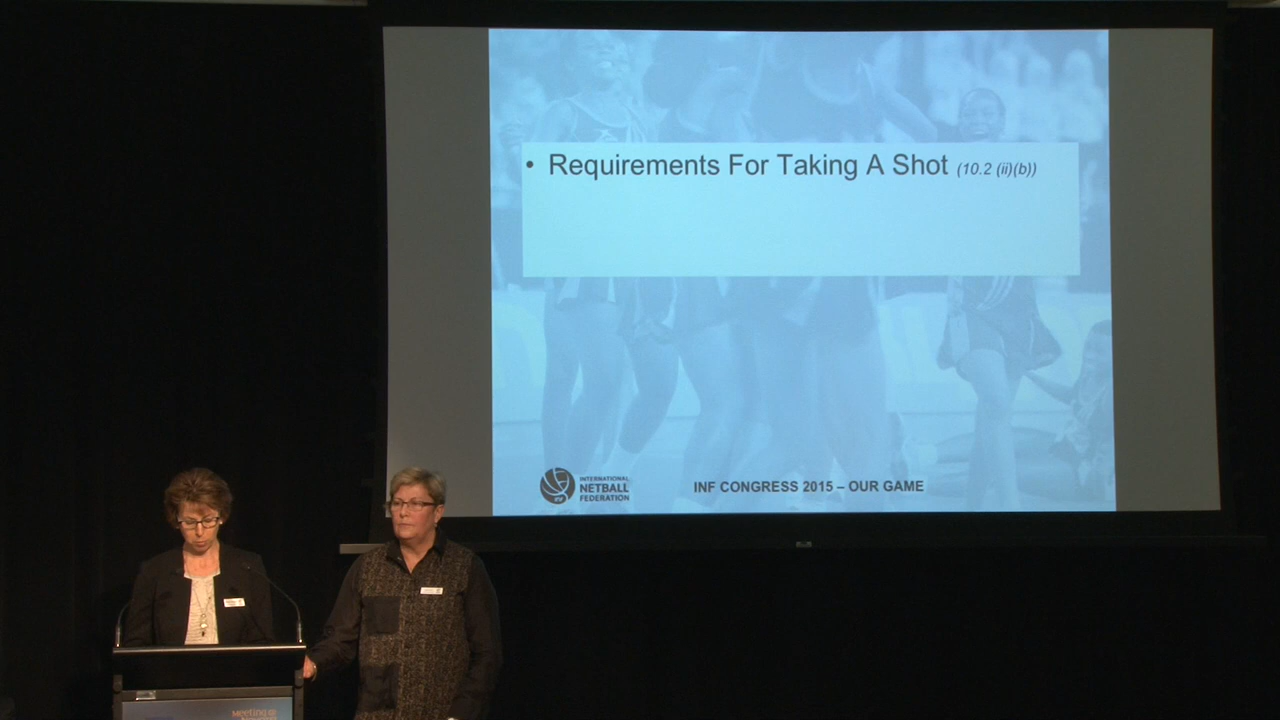 • Requirements For Taking A Shot (10.2 (ii)(b))
INTERNATIONAL
NETBALL
FEDERATION
INF CONGRESS 2015 – OUR GAME